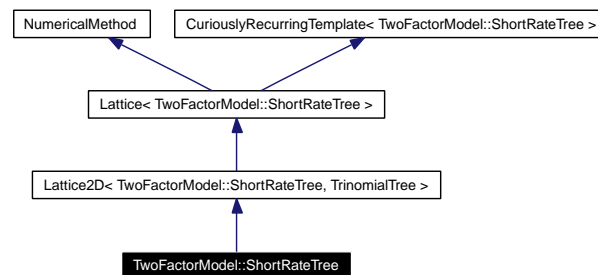 NumericalMethod
CuriouslyRecurringTemplate< TwoFactorModel::ShortRateTree >
Lattice< TwoFactorModel::ShortRateTree >
Lattice2D< TwoFactorModel::ShortRateTree, TrinomialTree >
TwoFactorModel::ShortRateTree